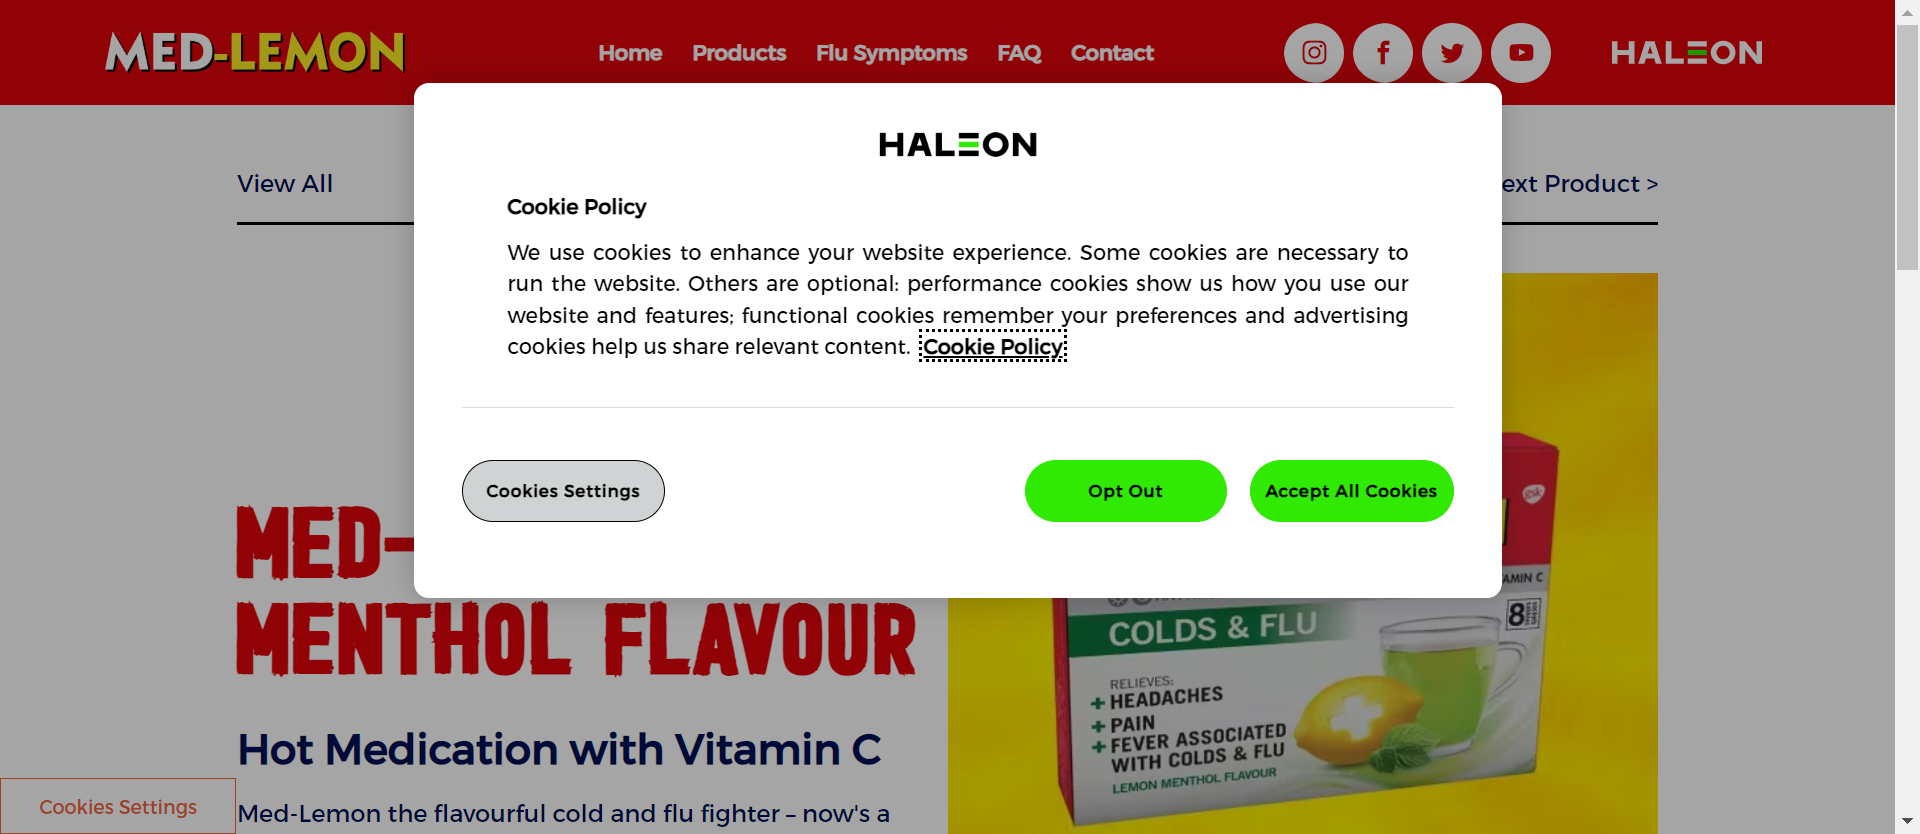 MED-LEMON
Home Products Flu Symptoms FAQ Contact
HALEON
View All
ext Product >
HALEON
Cookie Policy
We use cookies to enhance your website experience. Some cookies are necessary to
run the website. Others are optional: performance cookies show us how you use our
website and features; functional cookies remember your preferences and advertising
cookies help us share relevant content. Cookie Policy
Cookies Settings
Opt Out
Accept All Cookies
MED-
MENTHOL FLAVOUR
Hot Medication with Vitamin C
Med-Lemon the flavourful cold and flu fighter – now's a
Cookies Settings
gsk
AMIN C
8
COLDS & FLU
RELIEVES:
+ HEADACHES
+ PAIN
+ FEVER ASSOCIATED
WITH COLDS & FLU
LEMON MENTHOL FLAVOUR